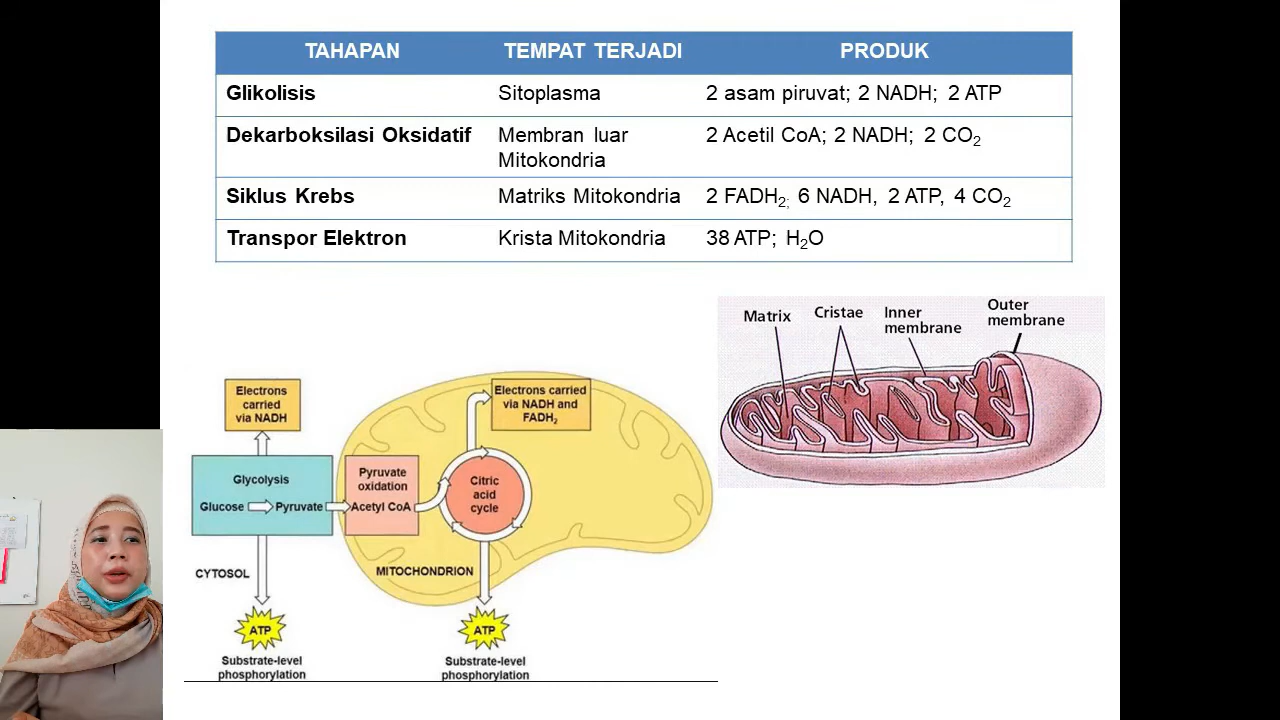 TAHAPAN TEMPAT TERJADI PRODUK
Glikolisis Sitoplasma 2 asam piruvat; 2 NADH; 2 ATP
Dekarboksilasi Oksidatif Membran luar 2 Acetil CoA; 2 NADH; 2 CO₂
Mitokondria
Siklus Krebs Matriks Mitokondria 2 FADH₂; 6 NADH, 2 ATP, 4 CO₂
Transpor Elektron Krista Mitokondria 38 ATP; H₂O
Matrix
Cristae
Inner
membrane
Outer
membrane
Electrons
carried
via NADH
Electrons carried
via NADH and
FADH₂
Glycolysis
Glucose Pyruvate
Pyruvate
oxidation
Acetyl CoA
Citric
acid
cycle
CYTOSOL
MITOCHONDRION
ATP
Substrate-level
phosphorylation
ATP
Substrate-level
phosphorylation